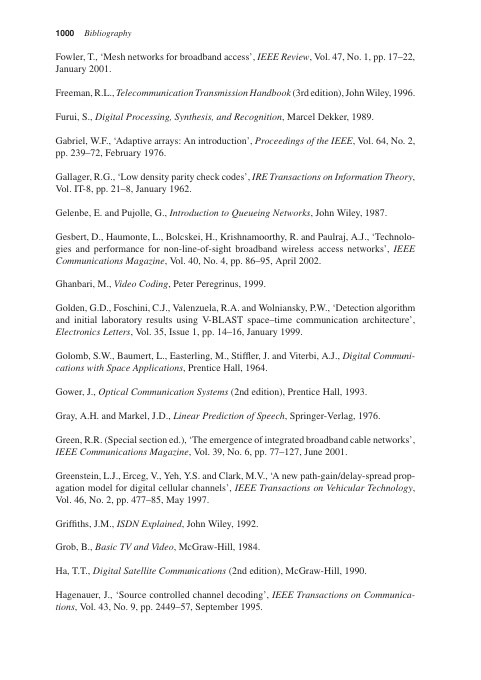 1000 Bibliography
Fowler, T., ‘Mesh networks for broadband access’, IEEE Review, Vol. 47, No. 1, pp. 17–22,
January 2001.
Freeman, R.L., Telecommunication Transmission Handbook (3rd edition), John Wiley, 1996.
Furui, S., Digital Processing, Synthesis, and Recognition, Marcel Dekker, 1989.
Gabriel, W.F., ‘Adaptive arrays: An introduction’, Proceedings of the IEEE, Vol. 64, No. 2,
pp. 239–72, February 1976.
Gallager, R.G., ‘Low density parity check codes’, IRE Transactions on Information Theory,
Vol. IT-8, pp. 21–8, January 1962.
Gelenbe, E. and Pujolle, G., Introduction to Queueing Networks, John Wiley, 1987.
Gesbert, D., Haumonte, L., Bolcskei, H., Krishnamoorthy, R. and Paulraj, A.J., ‘Technolo-
gies and performance for non-line-of-sight broadband wireless access networks’, IEEE
Communications Magazine, Vol. 40, No. 4, pp. 86–95, April 2002.
Ghanbari, M., Video Coding, Peter Peregrinus, 1999.
Golden, G.D., Foschini, C.J., Valenzuela, R.A. and Wolniansky, P.W., ‘Detection algorithm
and initial laboratory results using V-BLAST space–time communication architecture’,
Electronics Letters, Vol. 35, Issue 1, pp. 14–16, January 1999.
Golomb, S.W., Baumert, L., Easterling, M., Stiffler, J. and Viterbi, A.J., Digital Communi-
cations with Space Applications, Prentice Hall, 1964.
Gower, J., Optical Communication Systems (2nd edition), Prentice Hall, 1993.
Gray, A.H. and Markel, J.D., Linear Prediction of Speech, Springer-Verlag, 1976.
Green, R.R. (Special section ed.), ‘The emergence of integrated broadband cable networks’,
IEEE Communications Magazine, Vol. 39, No. 6, pp. 77–127, June 2001.
Greenstein, L.J., Erceg, V., Yeh, Y.S. and Clark, M.V., ‘A new path-gain/delay-spread prop-
agation model for digital cellular channels’, IEEE Transactions on Vehicular Technology,
Vol. 46, No. 2, pp. 477–85, May 1997.
Griffiths, J.M., ISDN Explained, John Wiley, 1992.
Grob, B., Basic TV and Video, McGraw-Hill, 1984.
Ha, T.T., Digital Satellite Communications (2nd edition), McGraw-Hill, 1990.
Hagenauer, J., ‘Source controlled channel decoding’, IEEE Transactions on Communica-
tions, Vol. 43, No. 9, pp. 2449–57, September 1995.